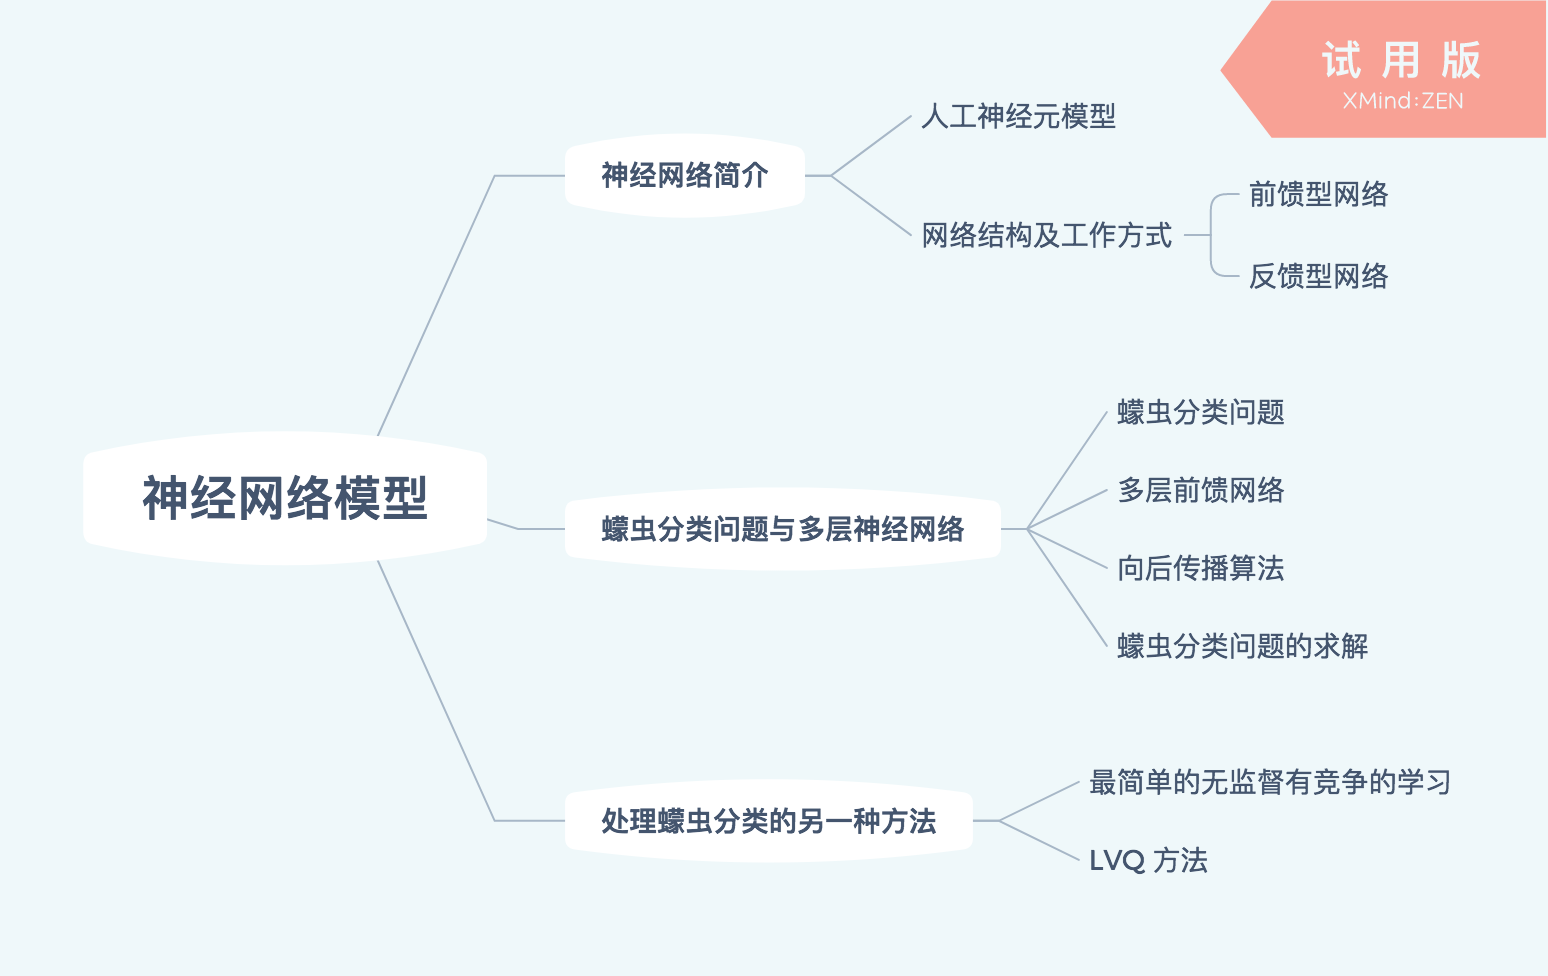 试用版
XMind:ZEN
神经网络模型
神经网络简介
人工神经元模型
网络结构及工作方式
前馈型网络
反馈型网络
蠓虫分类问题与多层神经网络
蠓虫分类问题
多层前馈网络
向后传播算法
蠓虫分类问题的求解
处理蠓虫分类的另一种方法
最简单的无监督有竞争的学习
LVQ 方法